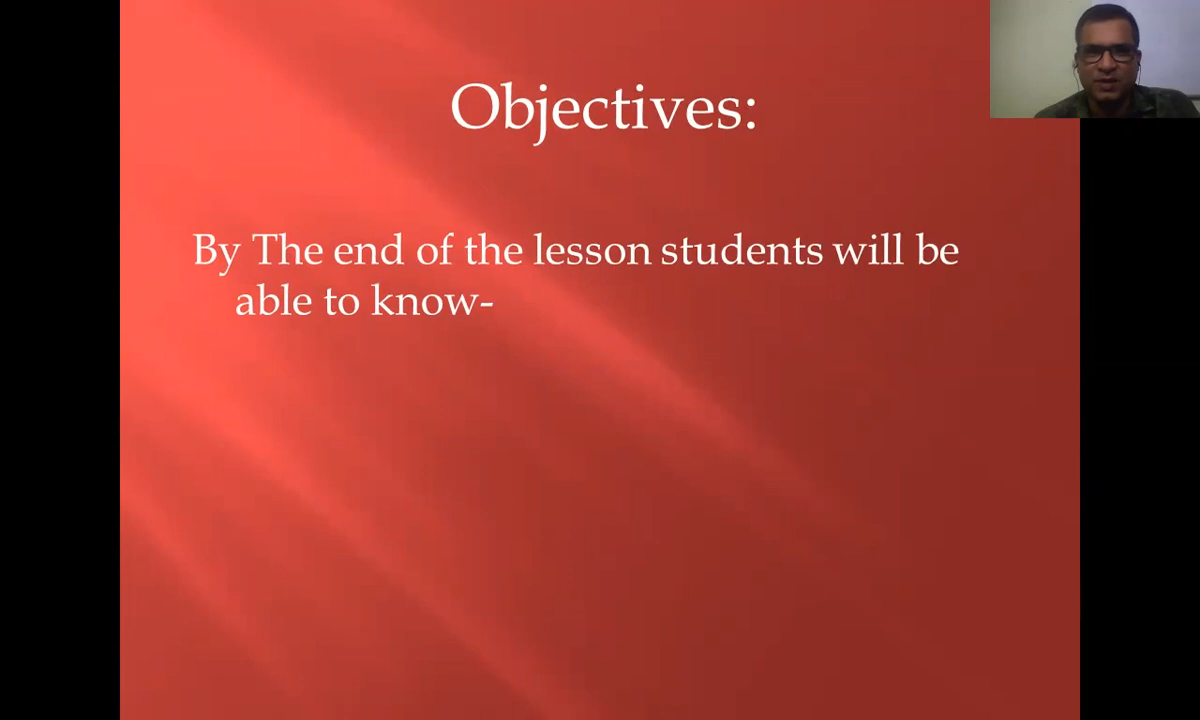 Objectives:
By The end of the lesson students will be
able to know-